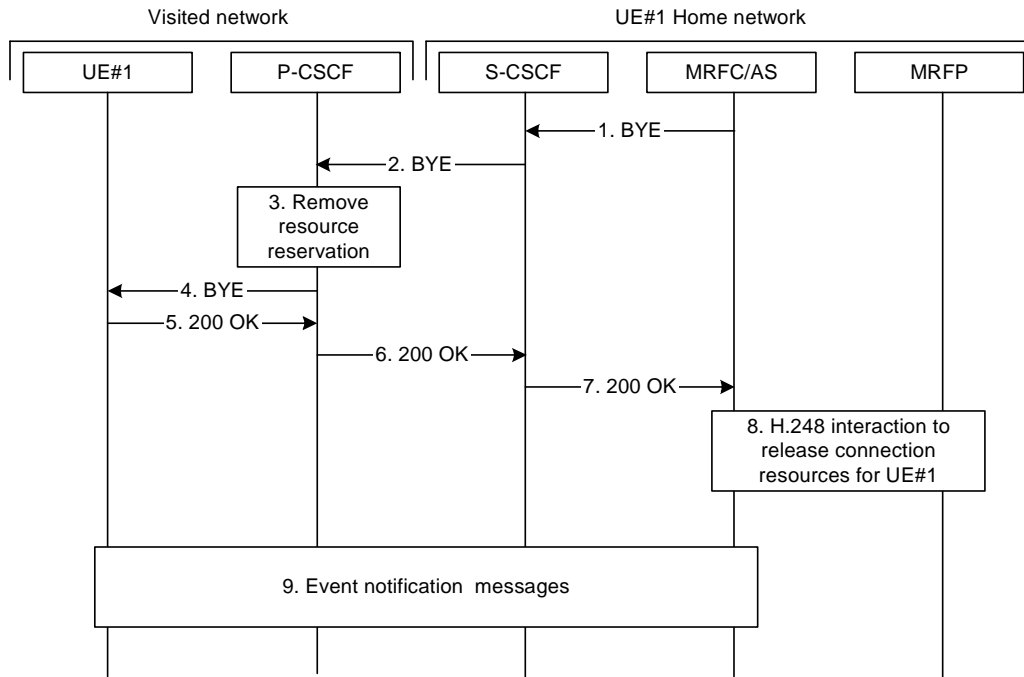 Visited network
UE#1 Home network
UE#1
P-CSCF
S-CSCF
MRFC/AS
MRFP
1. BYE
2. BYE
3. Remove
resource
reservation
4. BYE
5. 200 OK
6. 200 OK
7. 200 OK
8. H.248 interaction to
release connection
resources for UE#1
9. Event notification messages